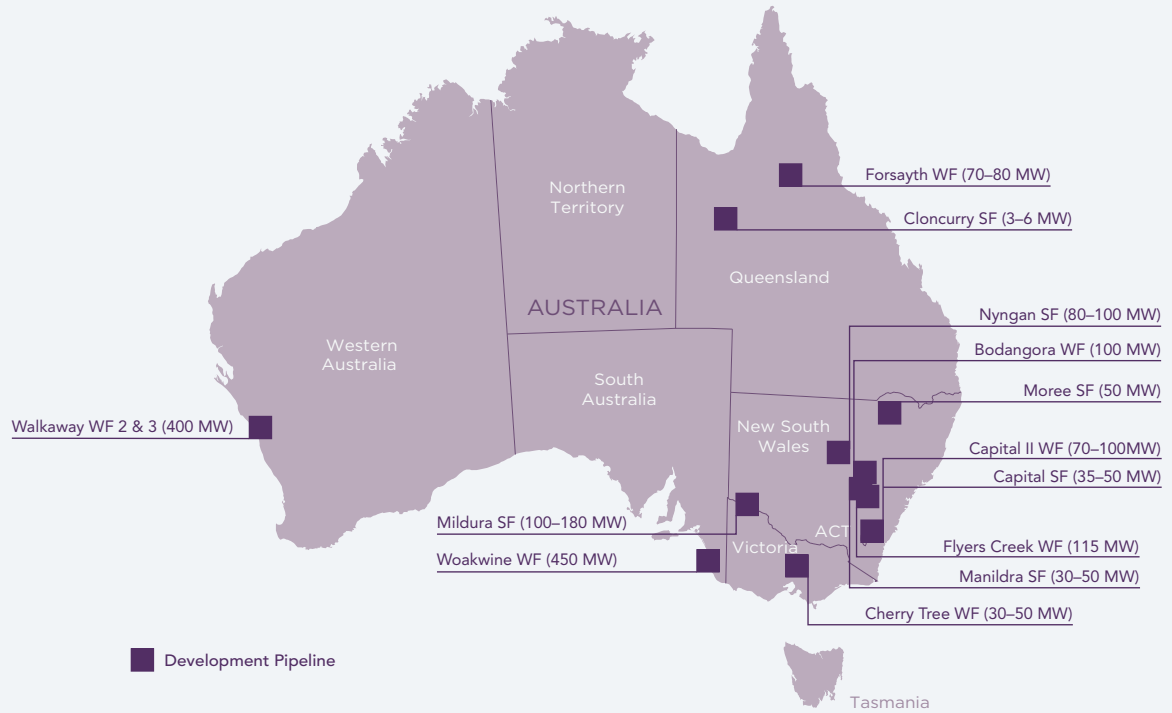 Forsayth WF (70–80 MW)
Northern
Territory
Cloncurry SF (3–6 MW)
Queensland
AUSTRALIA
Nyngan SF (80–100 MW)
Western
Australia
Bodangora WF (100 MW)
South
Australia
Moree SF (50 MW)
Walkaway WF 2 & 3 (400 MW)
New South
Wales
Capital II WF (70–100MW)
Capital SF (35–50 MW)
Mildura SF (100–180 MW)
ACT
Victoria
Flyers Creek WF (115 MW)
Woakwine WF (450 MW)
Manildra SF (30–50 MW)
Cherry Tree WF (30–50 MW)
Development Pipeline
Tasmania